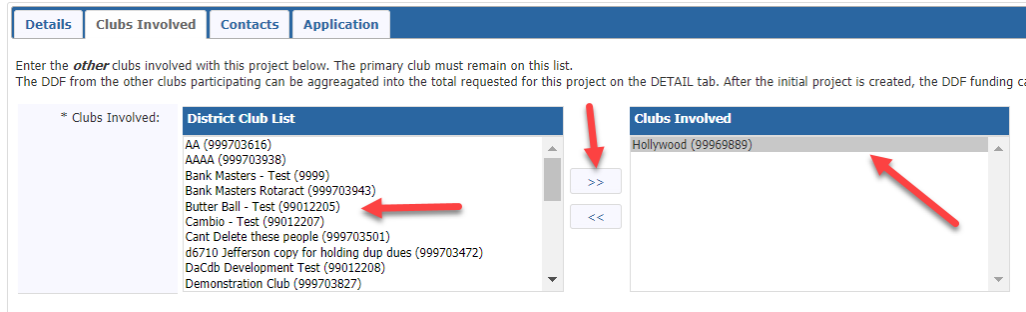 Details Clubs Involved Contacts Application
Enter the other clubs involved with this project below. The primary club must remain on this list.
The DDF from the other clubs participating can be aggreagated into the total requested for this project on the DETAIL tab. After the initial project is created, the DDF funding ca
* Clubs Involved:
District Club List
AA (999703616)
AAAA (999703938)
Bank Masters - Test (9999)
Bank Masters Rotaract (999703943)
Butter Ball - Test (99012205)
Cambio - Test (99012207)
Cant Delete these people (999703501)
d6710 Jefferson copy for holding dup dues (999703472)
DaCdb Development Test (99012208)
Demonstration Club (999703827)
>>
<<
Clubs Involved
Hollywood (99969889)